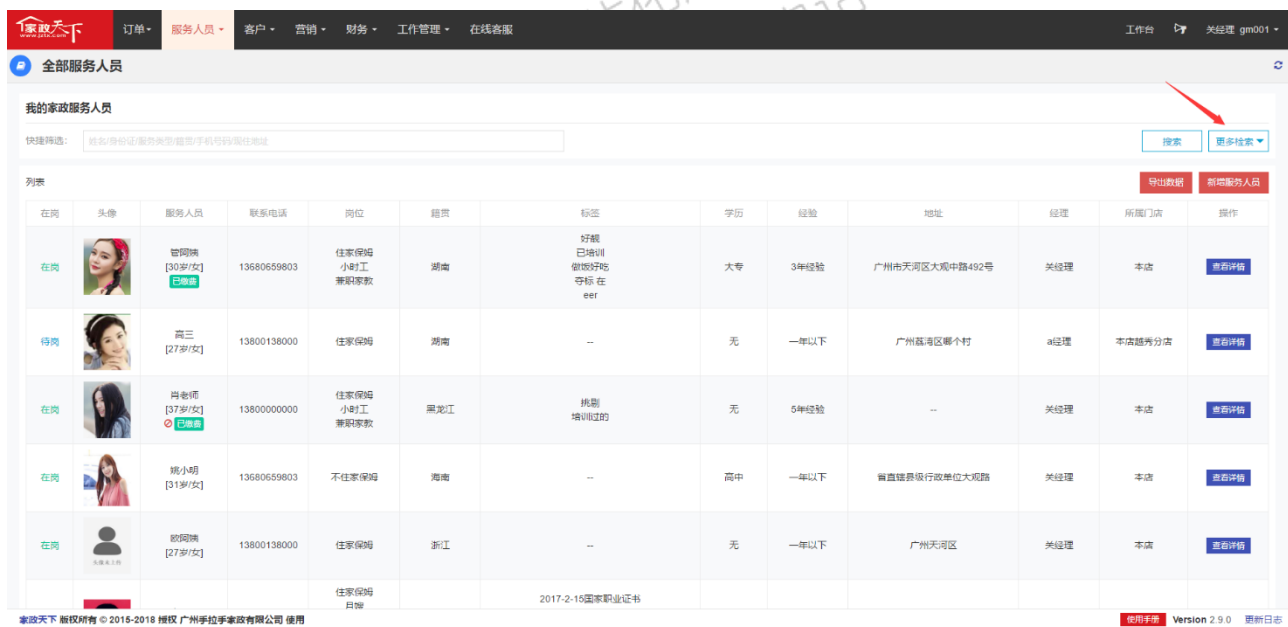 家政天下 订单 服务人员 客户 营销 财务 工作管理 在线客服 工作台 关经理 gm001
www.jztx.com
全部服务人员
我的家政服务人员
快捷筛选: 姓名/身份证/服务类型/籍贯/手机号码/现住地址 搜索 更多检索
列表 导出数据 新增服务人员
在岗 头像 服务人员 联系电话 岗位 籍贯 标签 学历 经验 地址 经理 所属门店 操作
在岗 管阿姨 [30岁/女] 已缴费 13680659803 住家保姆 小时工 兼职家教 湖南 好靓 已培训 做饭好吃 夺标 在 eer 大专 3年经验 广州市天河区大观中路492号 关经理 本店 查看详情
待岗 高三 [27岁/女] 13800138000 住家保姆 湖南 -- 无 一年以下 广州荔湾区哪个村 a经理 本店越秀分店 查看详情
在岗 肖老师 [37岁/女] 已缴费 13800000000 住家保姆 小时工 兼职家教 黑龙江 挑剔 培训过的 无 5年经验 -- 关经理 本店 查看详情
在岗 姚小明 [31岁/女] 13680659803 不住家保姆 海南 -- 高中 一年以下 省直辖县级行政单位大观路 关经理 本店 查看详情
在岗 头像未上传 欧阿姨 [27岁/女] 13800138000 住家保姆 浙江 -- 无 一年以下 广州天河区 关经理 本店 查看详情
住家保姆 月嫂 2017-2-15国家职业证书
家政天下 版权所有 © 2015-2018 授权 广州手拉手家政有限公司 使用 使用手册 Version 2.9.0 更新日志